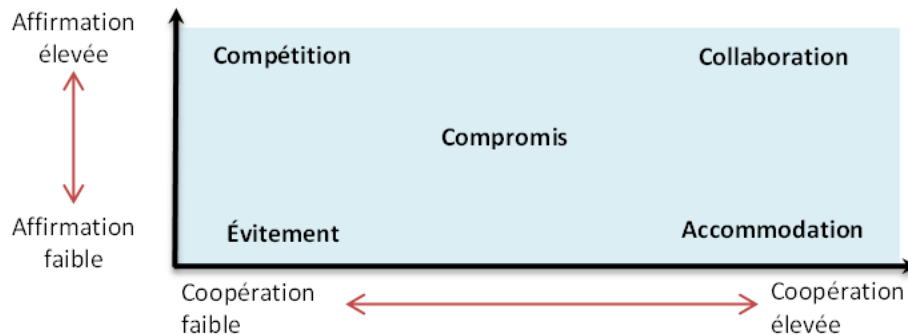 Affirmation
élevée
Compétition
Collaboration
Compromis
Affirmation
faible
Évitement
Accommodation
Coopération
faible
Coopération
élevée